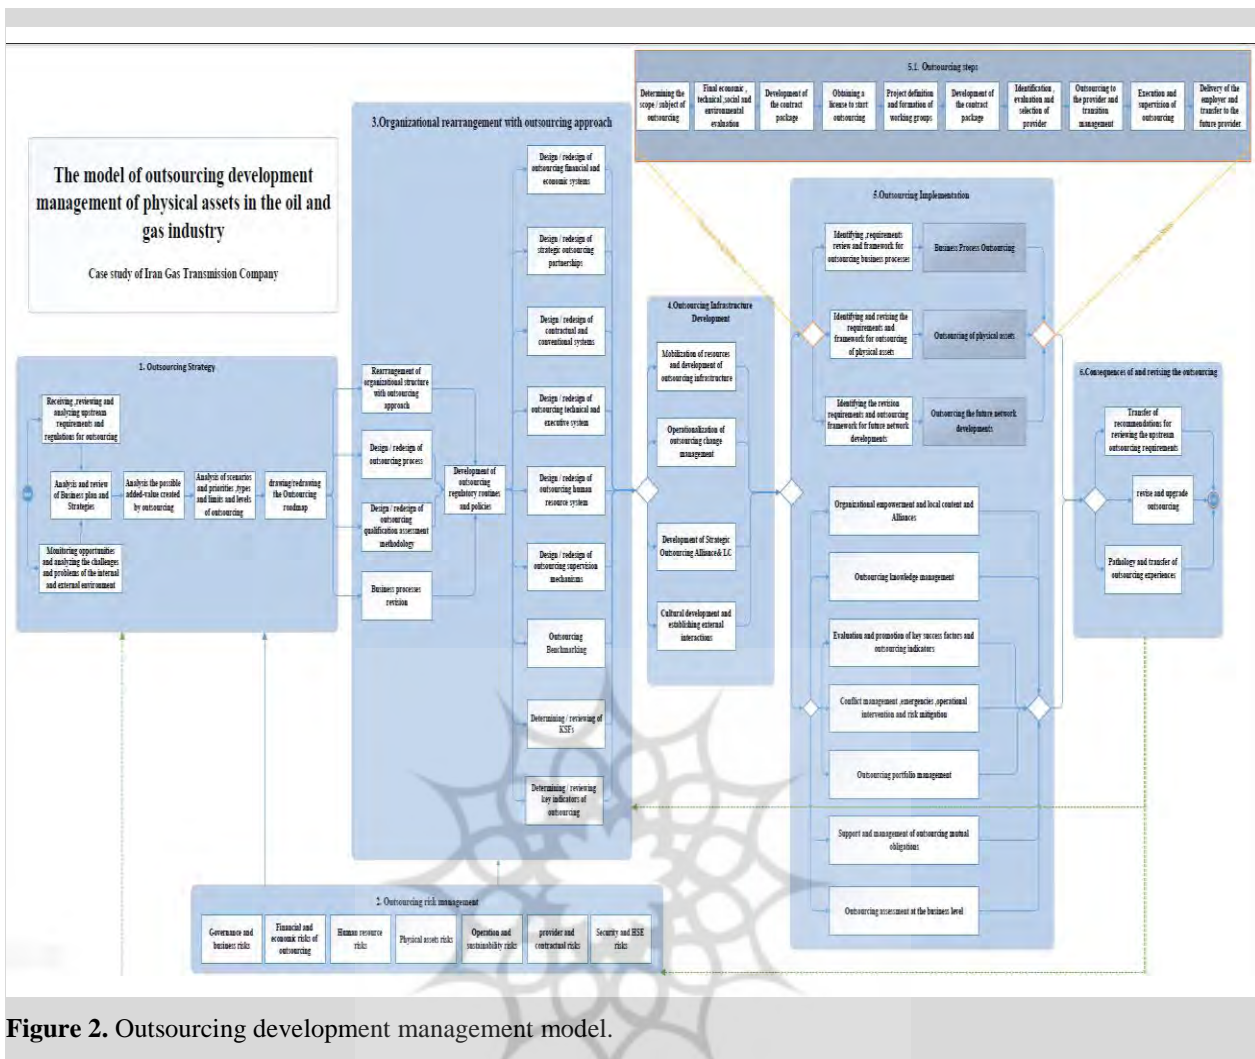 The model of outsourcing development
management of physical assets in the oil and
gas industry
Case study of Iran Gas Transmission Company
1. Outsourcing Strategy
Receiving ,reviewing and
analyzing upstream
requirements and
regulations for outsourcing
Analysis and review
of Business plan and
Strategies
Monitoring opportunities
and analyzing the challenges
and problems of the internal
and external environment
Analysis the possible
added-value created
by outsourcing
Analysis of scenarios
and priorities ,types
and limits and levels
of outsourcing
drawing/redrawing
the Outsourcing
roadmap
2. Outsourcing risk management
Governance and
business risks
Financial and
economic risks of
outsourcing
Human resource
risks
Physical assets risks
Operation and
sustainability risks
provider and
contractual risks
Security and HSE
risks
3.Organizational rearrangement with outsourcing approach
Rearrangement of
organizational structure
with outsourcing
approach
Design / redesign of
outsourcing process
Design / redesign of
outsourcing
qualification assessment
methodology
Business processes
revision
Development of
outsourcing
regulatory routines
and policies
Design / redesign of
outsourcing financial and
economic systems
Design / redesign of
strategic outsourcing
partnerships
Design / redesign of
contractual and
conventional systems
Design / redesign of
outsourcing technical and
executive system
Design / redesign of
outsourcing human
resource system
Design / redesign of
outsourcing supervision
mechanisms
Outsourcing
Benchmarking
Determining / reviewing of
KSFs
Determining / reviewing
key indicators of
outsourcing
4.Outsourcing Infrastructure
Development
Mobilization of resources
and development of
outsourcing infrastructure
Operationalization of
outsourcing change
management
Development of Strategic
Outsourcing Alliance& LC
Cultural development and
establishing external
interactions
5.1. Outsourcing steps
Determining the
scope / subject of
outsourcing
Final economic ,
technical ,social and
environmental
evaluation
Development of
the contract
package
Obtaining a
license to start
outsourcing
Project definition
and formation of
working groups
Development of
the contract
package
Identification ,
evaluation and
selection of
provider
Outsourcing to
the provider and
transition
management
Execution and
supervision of
outsourcing
Delivery of the
employer and
transfer to the
future provider
5.Outsourcing Implementation
Identifying ,requirements
review and framework for
outsourcing business processes
Business Process Outsourcing
Identifying and revising the
requirements and
framework for outsourcing
of physical assets
Outsourcing of physical assets
Identifying the revision
requirements and outsourcing
framework for future network
developments
Outsourcing the future network
developments
Organizational empowerment and local content and
Alliances
Outsourcing knowledge management
Evaluation and promotion of key success factors and
outsourcing indicators
Conflict management ,emergencies ,operational
intervention and risk mitigation
Outsourcing portfolio management
Support and management of outsourcing mutual
obligations
Outsourcing assessment at the business level
6.Consequences of and revising the outsourcing
Transfer of
recommendations for
reviewing the upstream
outsourcing requirements
revise and upgrade
outsourcing
Pathology and transfer of
outsourcing experiences
Figure 2. Outsourcing development management model.